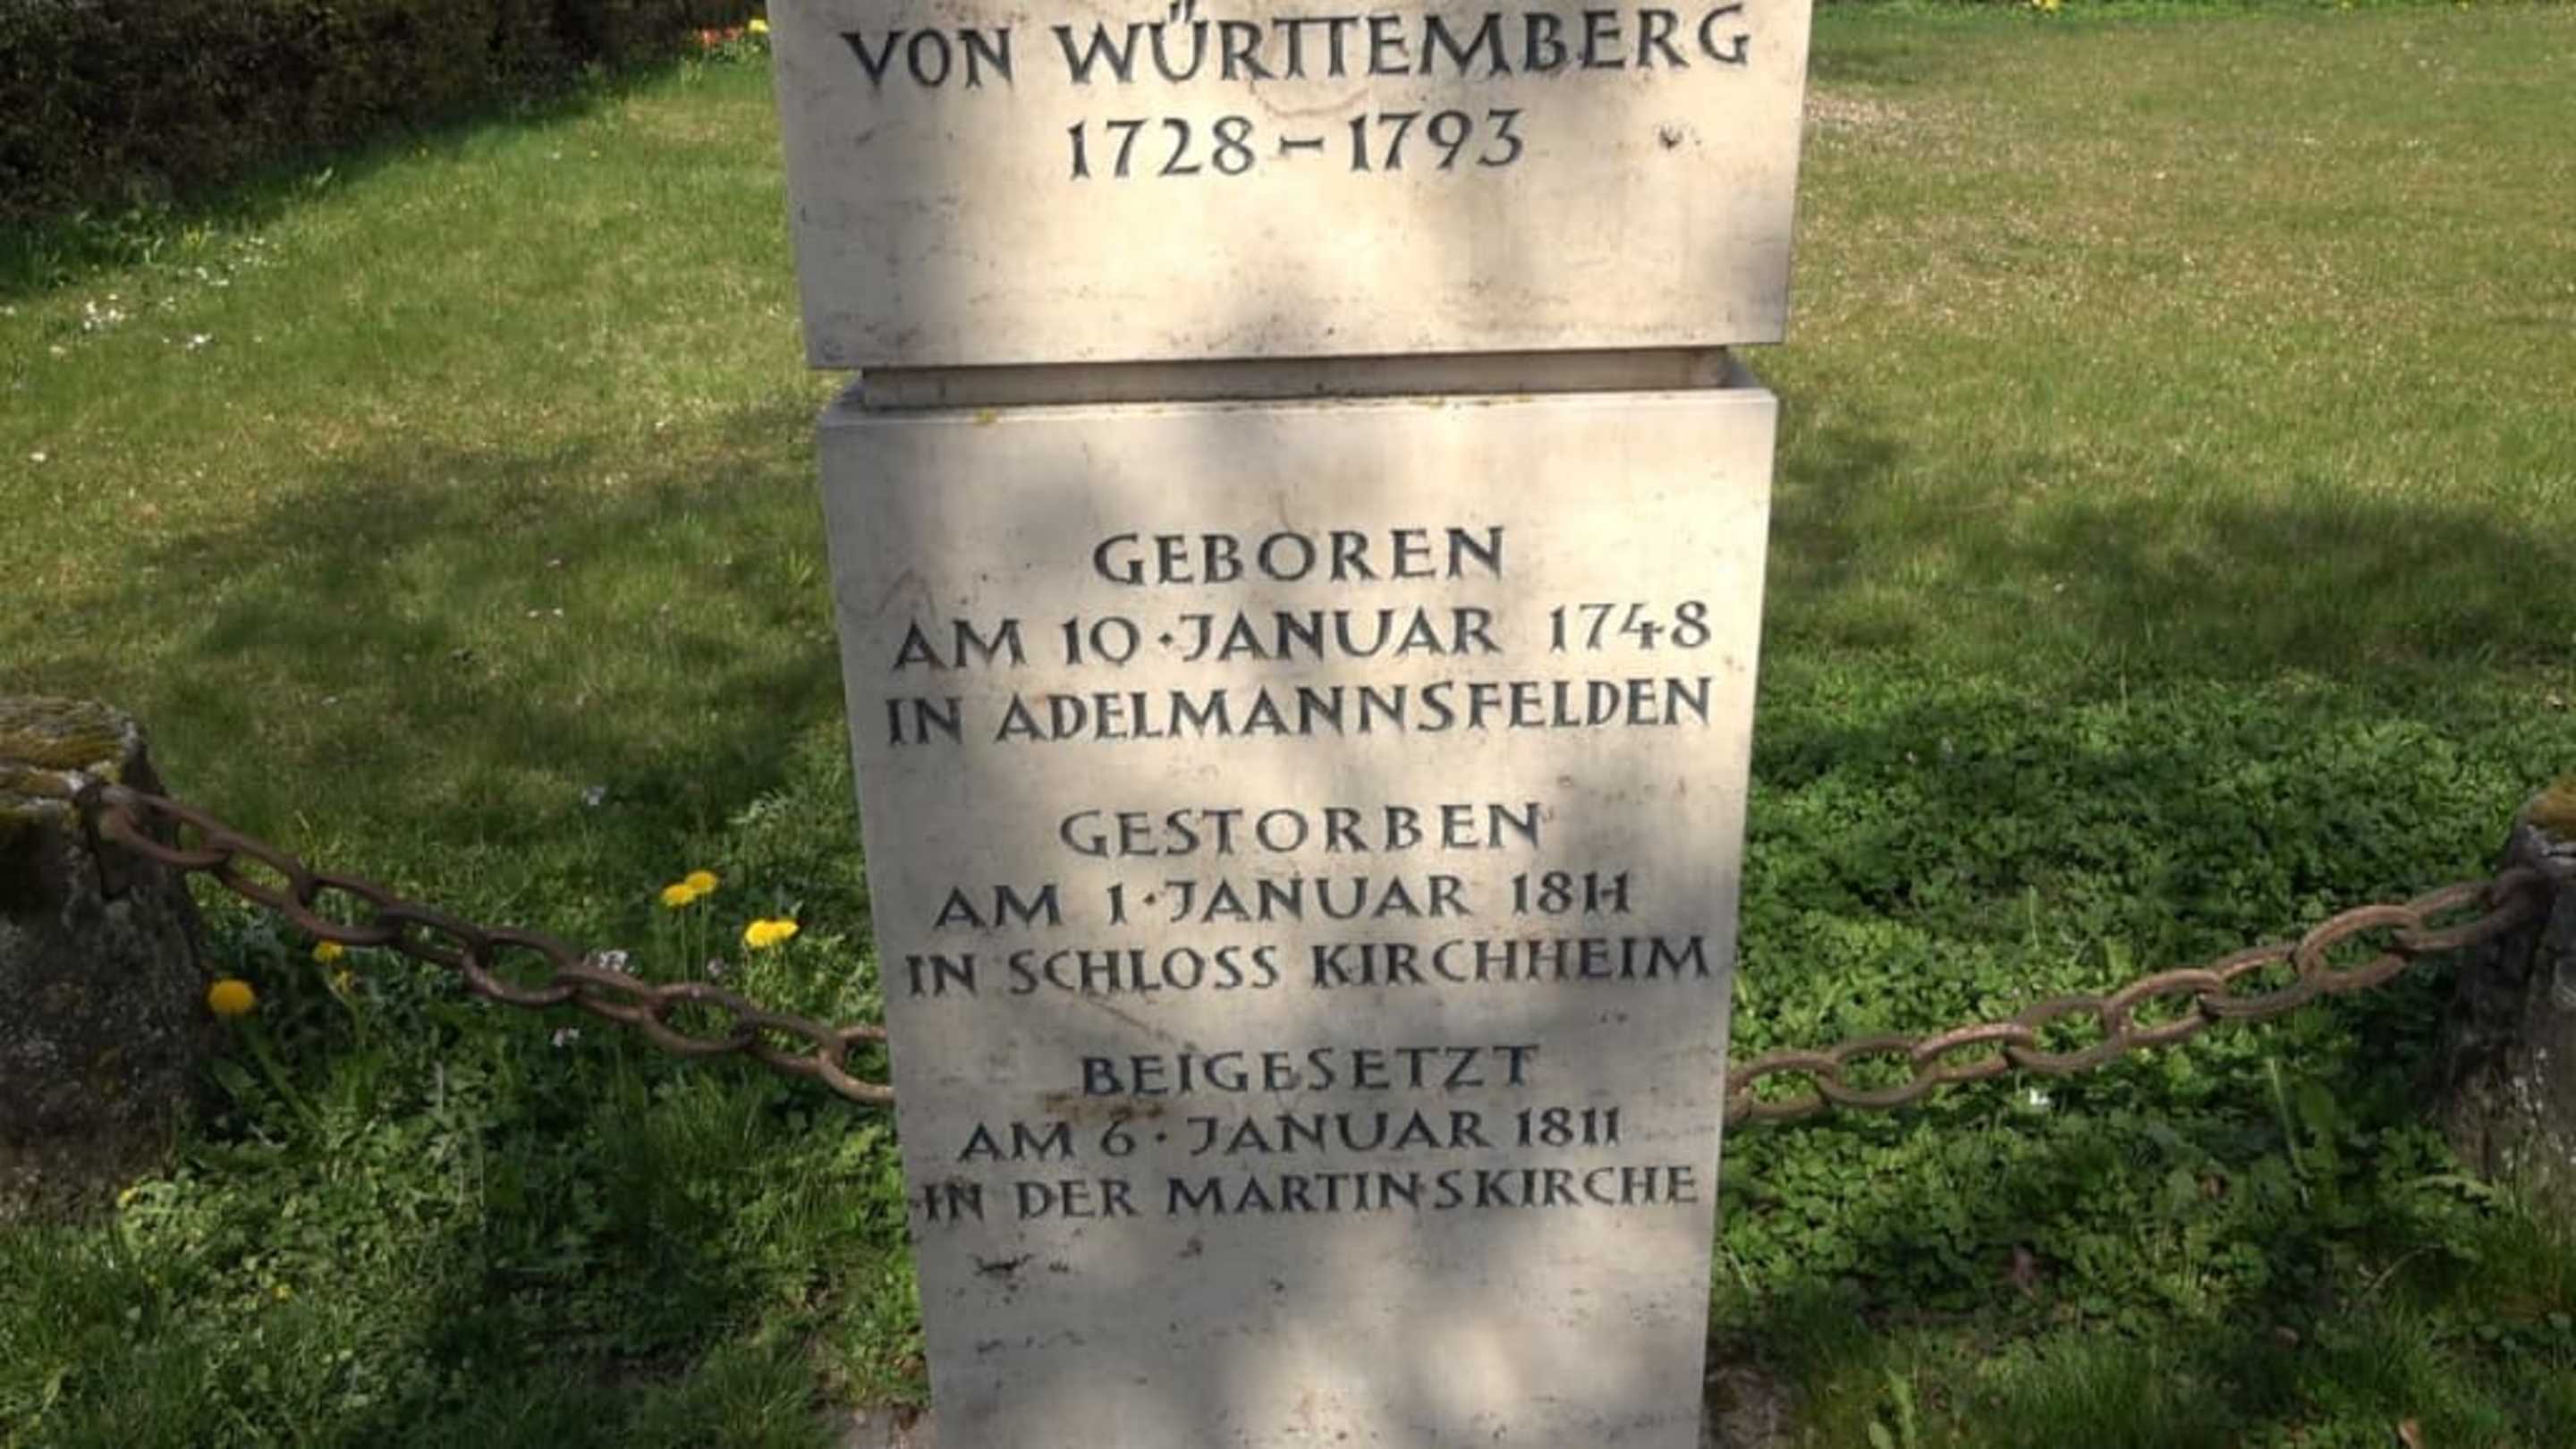 VON WÜRTTEMBERG
1728-1793
GEBOREN
AM 10·JANUAR 1748
IN ADELMANNSFELDEN
GESTORBEN
AM 1·JANUAR 1811
IN SCHLOSS KIRCHHEIM
BEIGESETZT
AM 6·JANUAR 1811
IN DER MARTINSKIRCHE